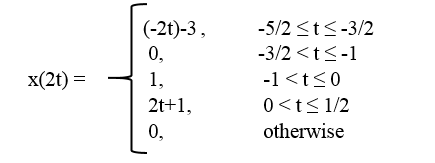 (-2t)-3 , -5/2 ≤ t ≤ -3/2
0, -3/2 < t ≤ -1
x(2t) = 1, -1 < t ≤ 0
2t+1, 0 < t ≤ 1/2
0, otherwise